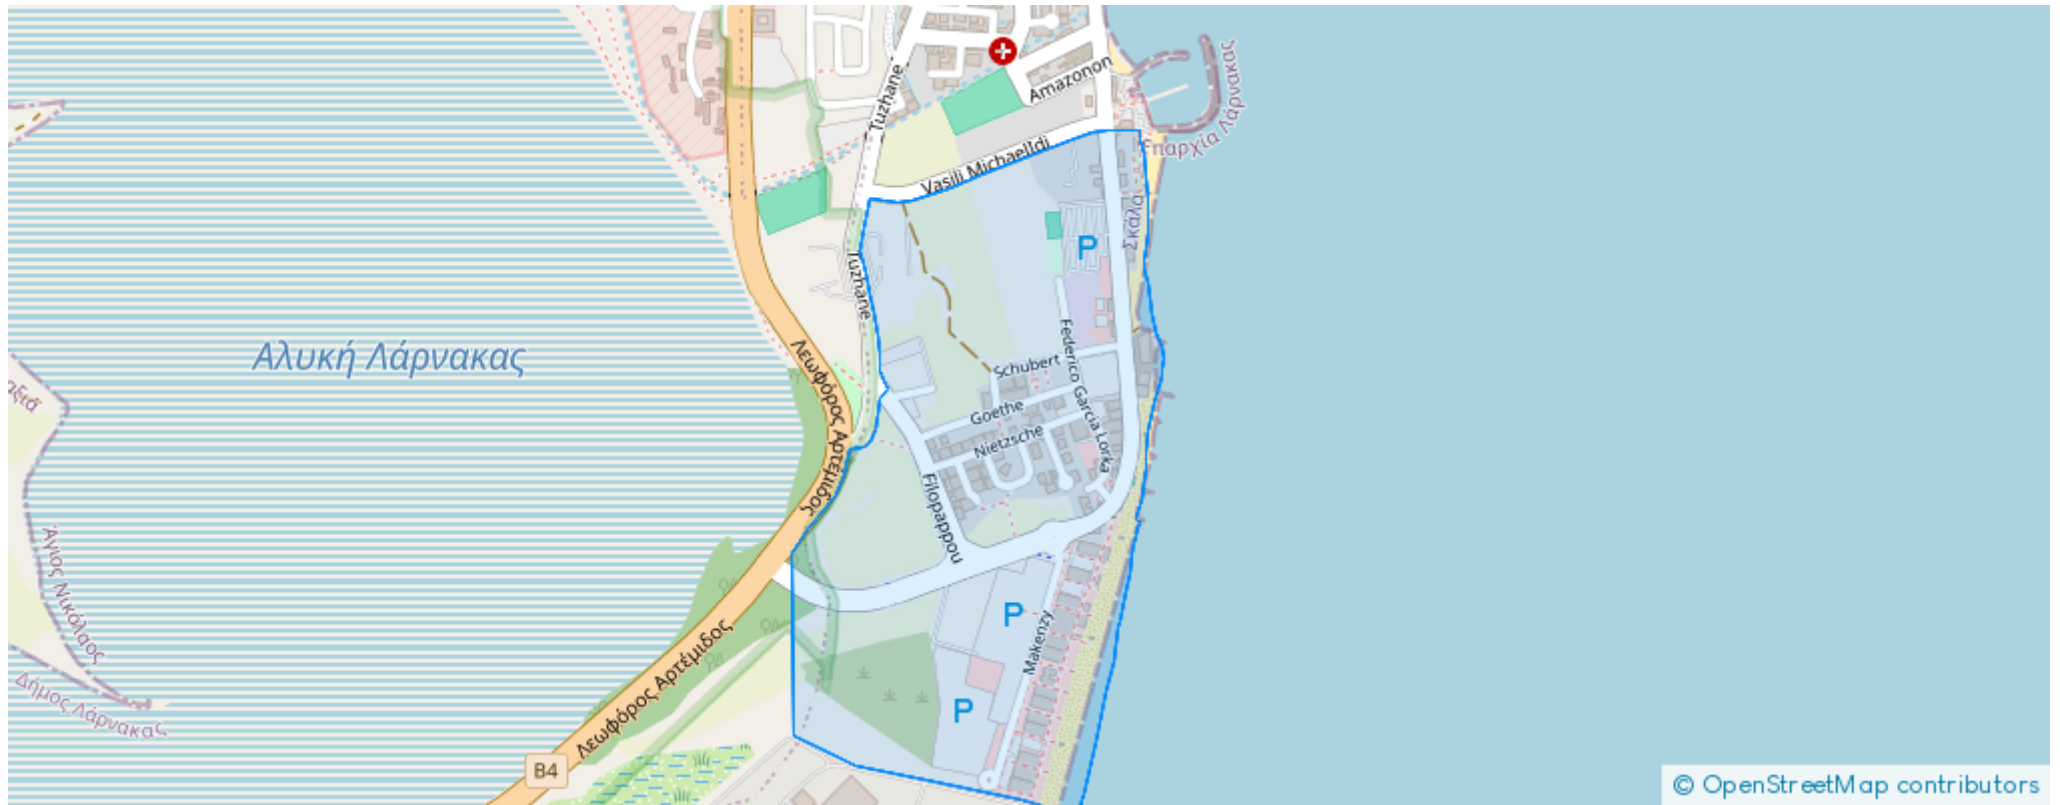 Επαρχία Λάρνακας
Tuzhane
Amazonon
Vasili Michaelldi
Σκάλα
P
Tuzhane
Αλυκή Λάρνακας
Λεωφόρος Αρτέμιδος
Schubert
Federico Garcia Lorka
Goethe
Nietzsche
Filopappou
Άγιος Νικόλαος
P
Makenzy
Λεωφόρος Αρτέμιδος
Δήμος Λάρνακας
P
B4
© OpenStreetMap contributors